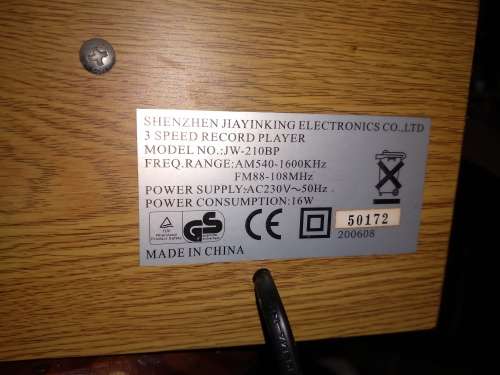 SHENZHEN JIAYINKING ELECTRONICS CO.,LTD
3 SPEED RECORD PLAYER
MODEL NO.:JW-210BP
FREQ.RANGE:AM540-1600KHz
FM88-108MHz
POWER SUPPLY:AC230V~50Hz
POWER CONSUMPTION:16W
TÜV
GS
CE
50172
200608
MADE IN CHINA